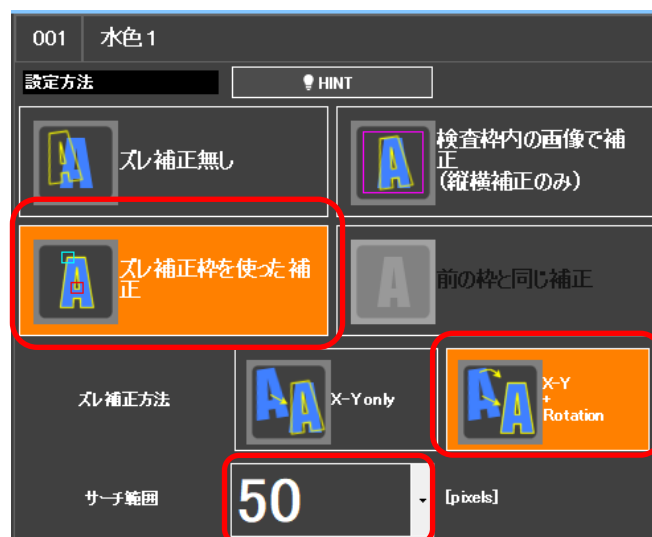 001 水色1
設定方法 HINT
ズレ補正無し
検査枠内の画像で補
正
(縦横補正のみ)
ズレ補正枠を使った補
正
前の枠と同じ補正
ズレ補正方法
X-Y only
X-Y
+
Rotation
サーチ範囲 50 [pixels]